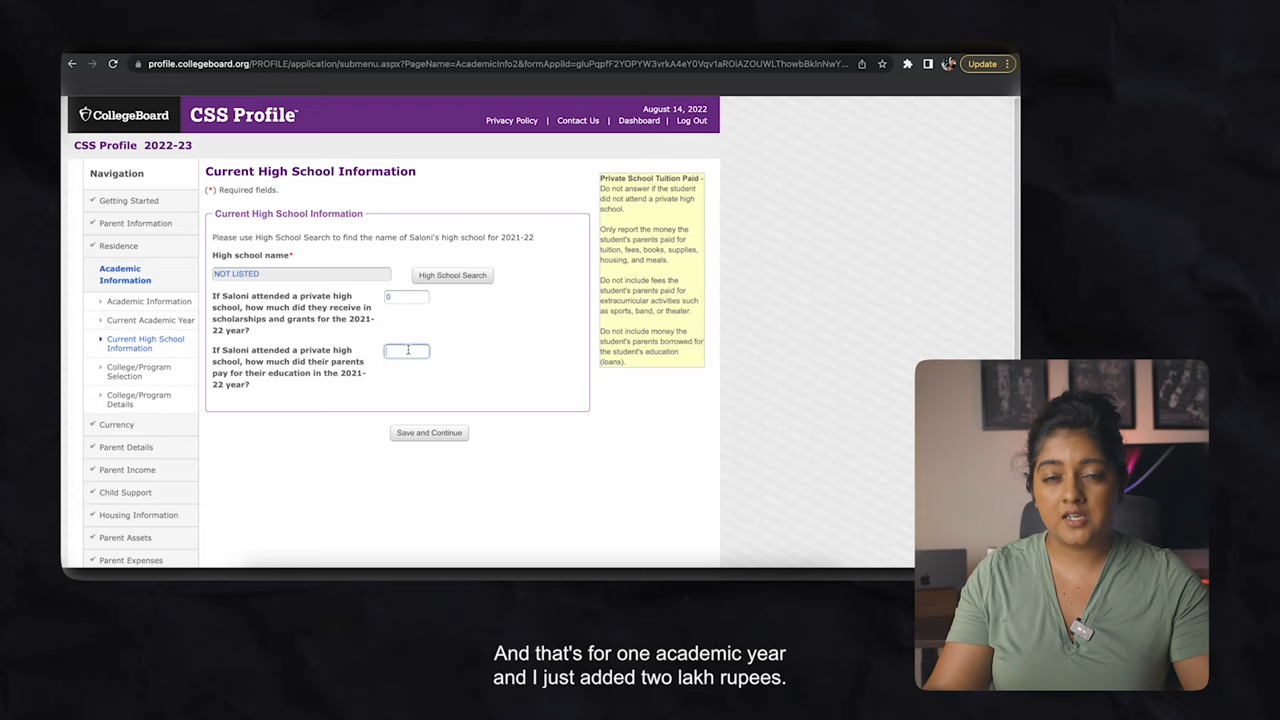 profile.collegeboard.org/PROFILE/application/submenu.aspx?PageName=AcademicInfo2&formApplId=
Update
CollegeBoard
CSS Profile™
August 14, 2022
Privacy Policy | Contact Us | Dashboard | Log Out
CSS Profile 2022-23
Navigation
Getting Started
Parent Information
Residence
Academic
Information
Academic Information
Current Academic Year
Current High School
Information
College/Program
Selection
College/Program
Details
Currency
Parent Details
Parent Income
Child Support
Housing Information
Parent Assets
Parent Expenses
Current High School Information
(*) Required fields.
Current High School Information
Please use High School Search to find the name of Saloni's high school for 2021-22
High school name*
NOT LISTED
High School Search
If Saloni attended a private high
school, how much did they receive in
scholarships and grants for the 2021-
22 year?
0
If Saloni attended a private high
school, how much did their parents
pay for their education in the 2021-
22 year?
Save and Continue
Private School Tuition Paid -
Do not answer if the student
did not attend a private high
school.
Only report the money the
student's parents paid for
tuition, fees, books, supplies,
housing, and meals.
Do not include fees the
student's parents paid for
extracurricular activities such
as sports, band, or theater.
Do not include money the
student's parents borrowed for
the student's education
(loans).
And that's for one academic year
and I just added two lakh rupees.